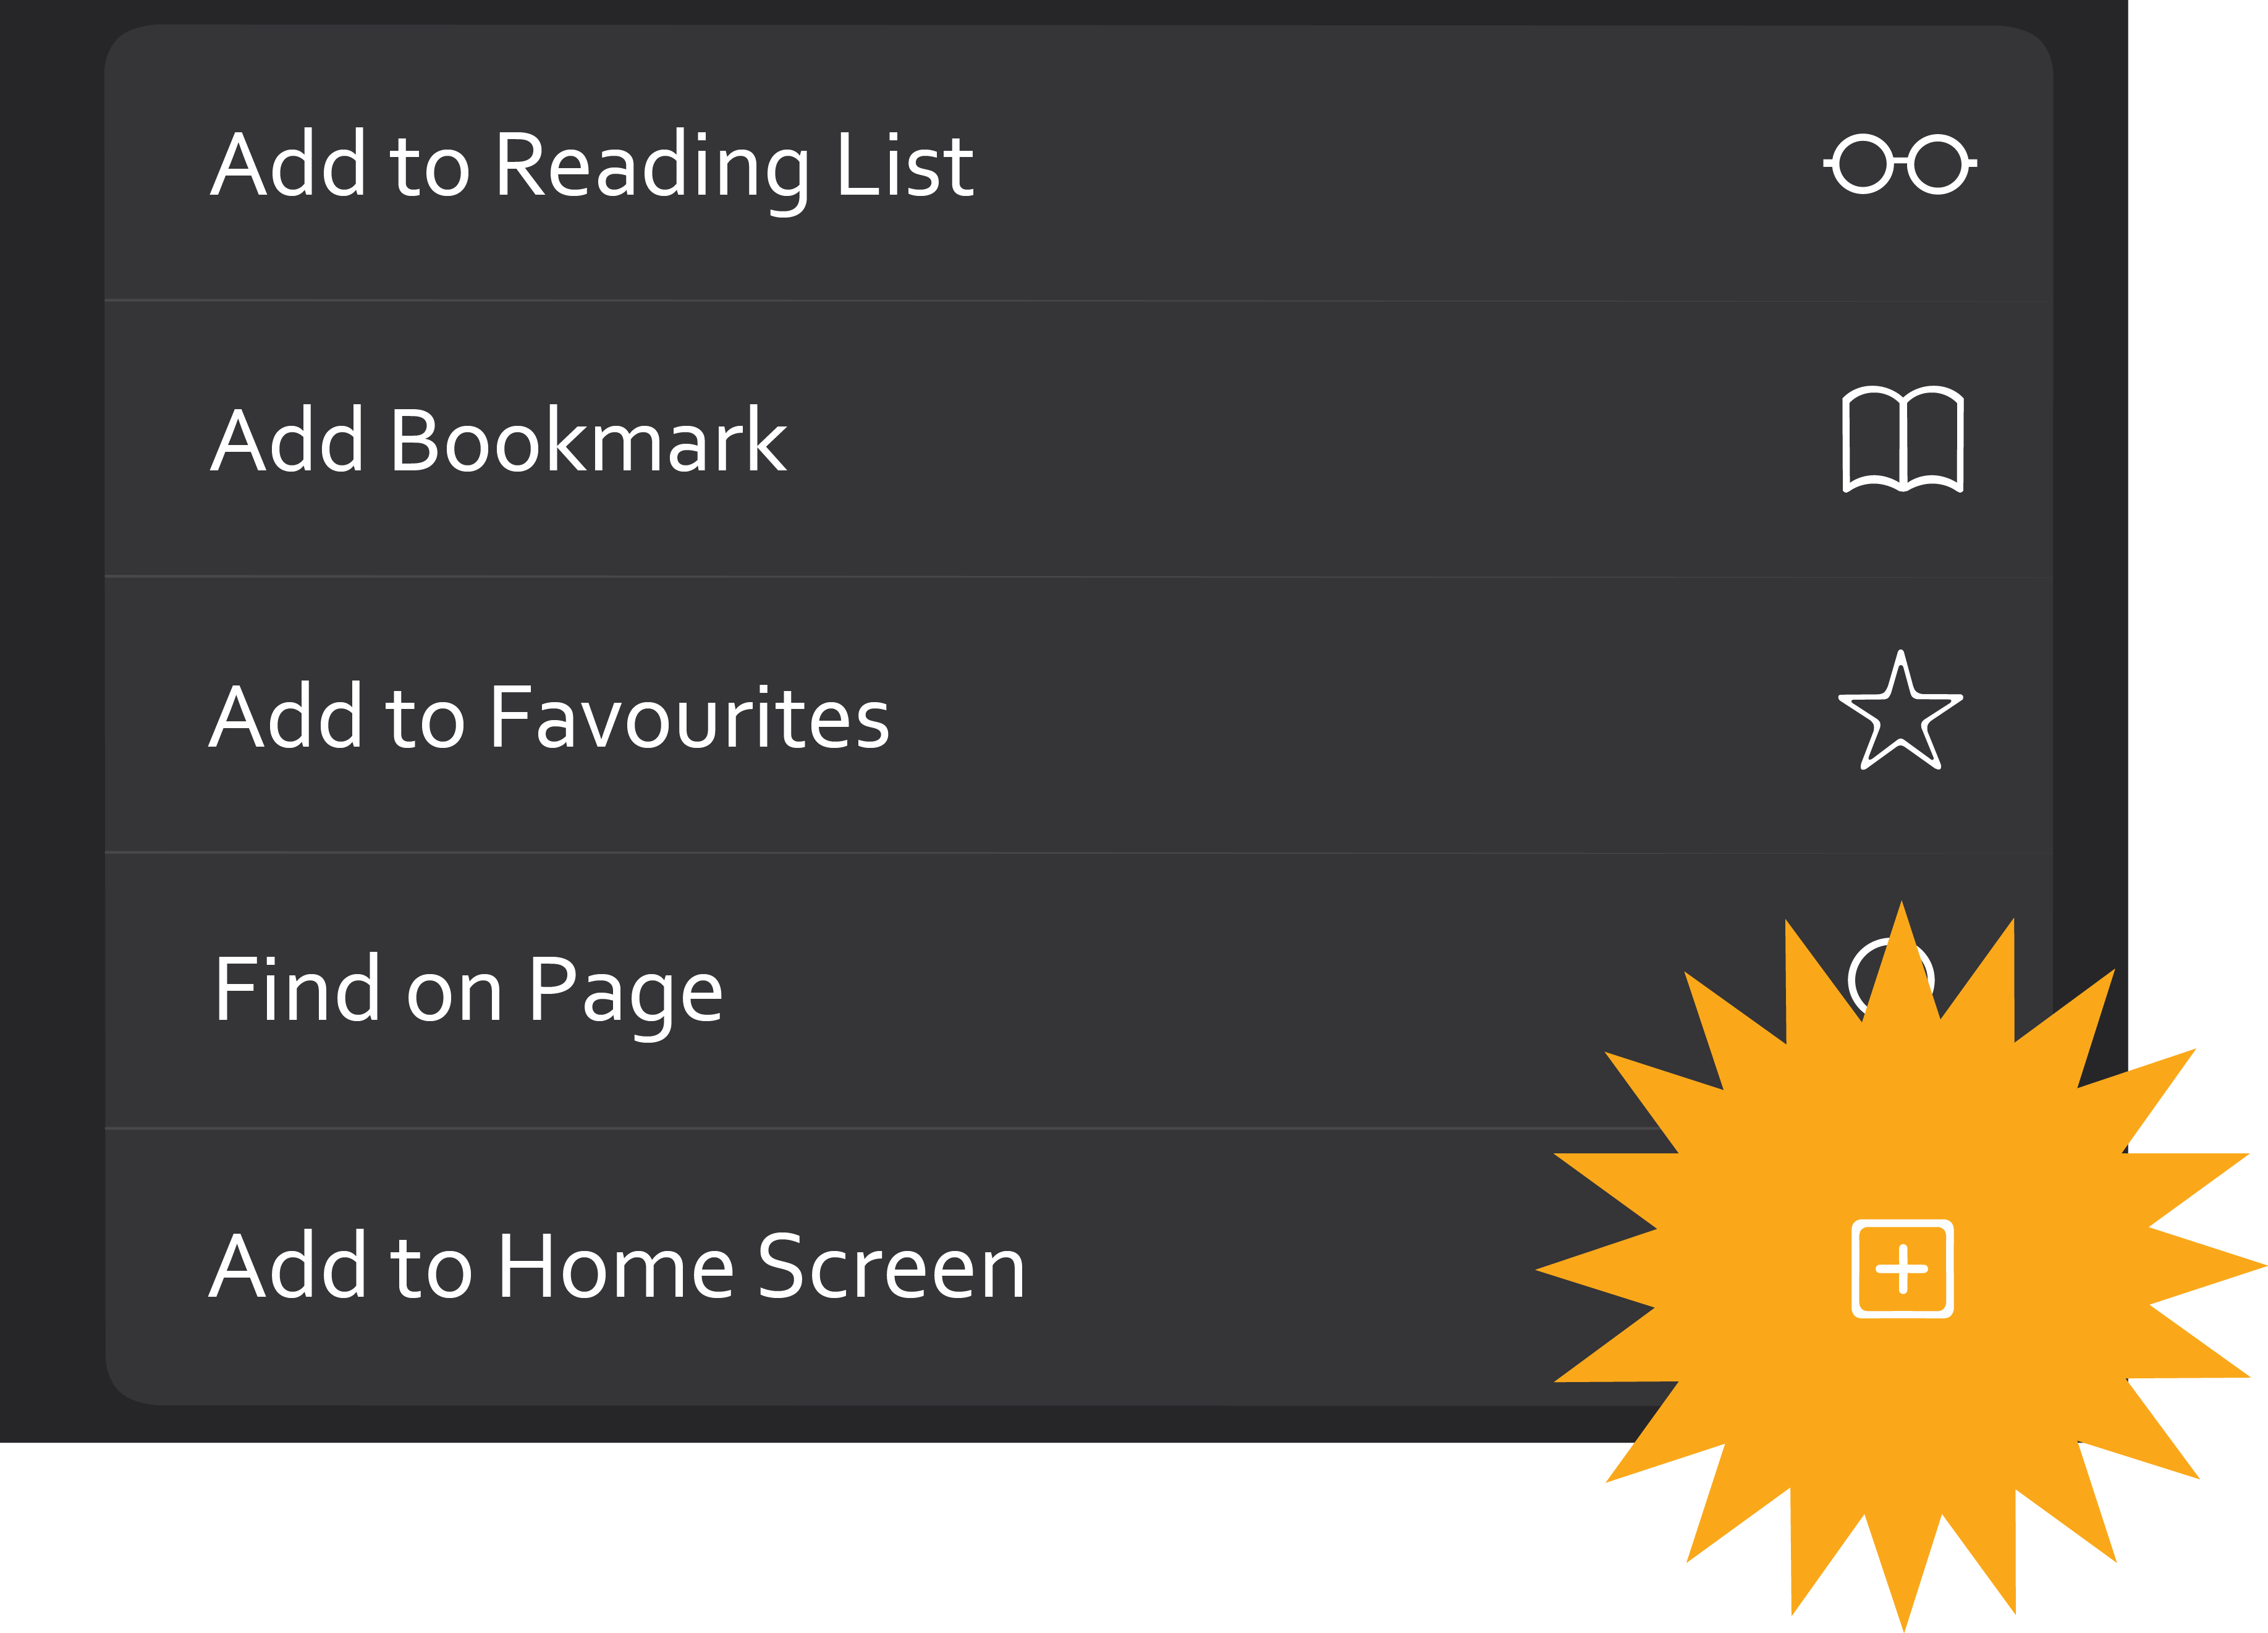 Add to Reading List
Add Bookmark
Add to Favourites
Find on Page
Add to Home Screen